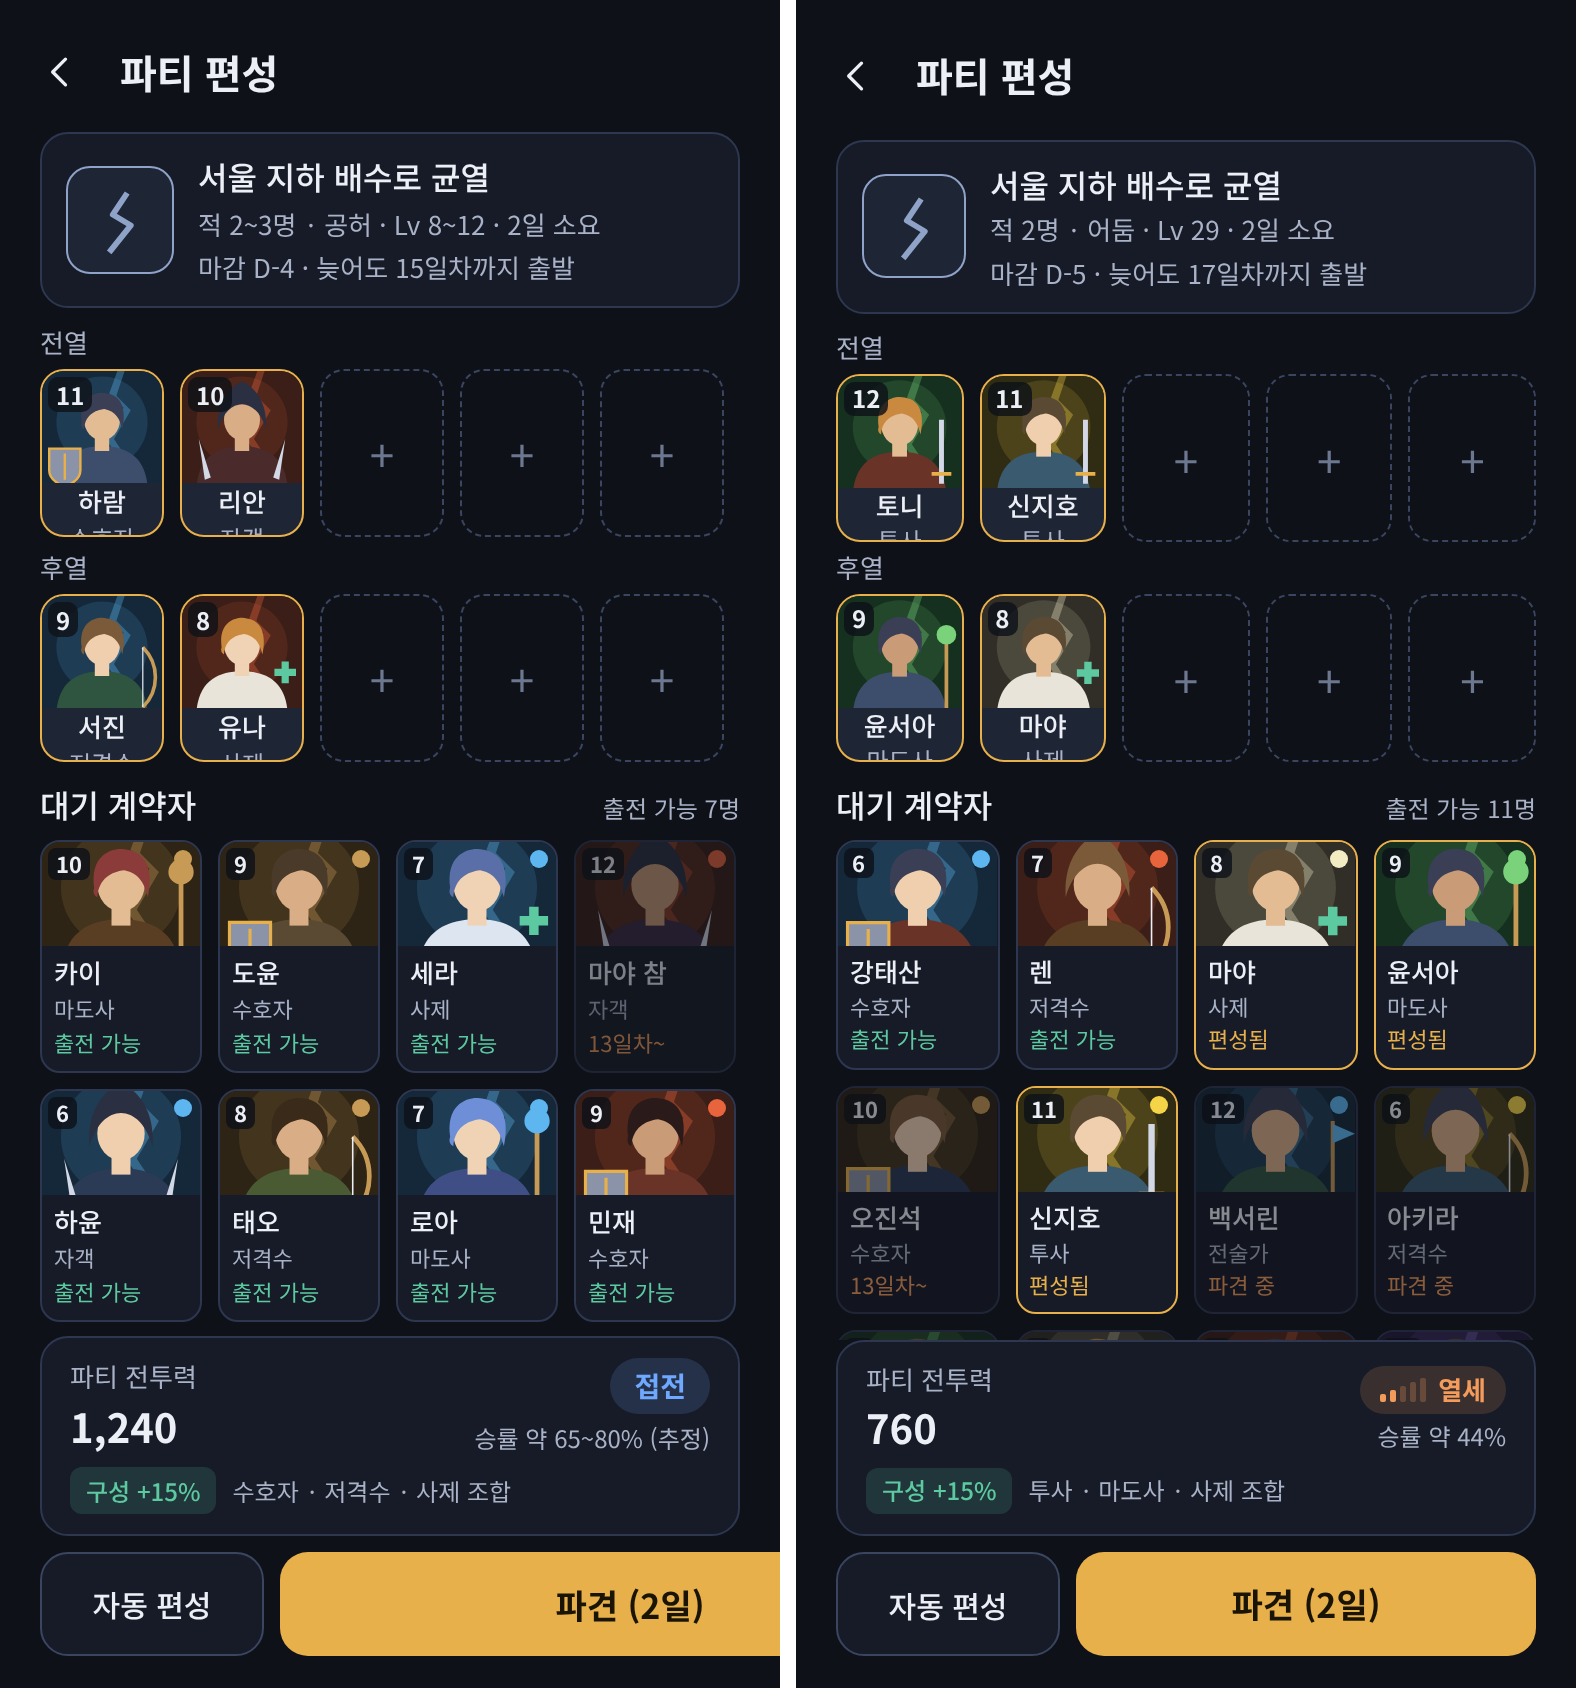 파티 편성
서울 지하 배수로 균열
적 2~3명 · 공허 · Lv 8~12 · 2일 소요
마감 D-4 · 늦어도 15일차까지 출발
전열
11
10
+
+
+
하람
리안
후열
9
8
+
+
+
서진
유나
대기 계약자
출전 가능 7명
10
9
7
12
카이
도윤
세라
마야 참
마도사
수호자
사제
자객
출전 가능
출전 가능
출전 가능
13일차~
6
8
7
9
하윤
태오
로아
민재
자객
저격수
마도사
수호자
출전 가능
출전 가능
출전 가능
출전 가능
파티 전투력
접전
1,240
승률 약 65~80% (추정)
구성 +15%
수호자 · 저격수 · 사제 조합
자동 편성
파견 (2일)
파티 편성
서울 지하 배수로 균열
적 2명 · 어둠 · Lv 29 · 2일 소요
마감 D-5 · 늦어도 17일차까지 출발
전열
12
11
+
+
+
토니
신지호
후열
9
8
+
+
+
윤서아
마야
대기 계약자
출전 가능 11명
6
7
8
9
강태산
렌
마야
윤서아
수호자
저격수
사제
마도사
출전 가능
출전 가능
편성됨
편성됨
10
11
12
6
오진석
신지호
백서린
아키라
수호자
투사
전술가
저격수
13일차~
편성됨
파견 중
파견 중
파티 전투력
열세
760
승률 약 44%
구성 +15%
투사 · 마도사 · 사제 조합
자동 편성
파견 (2일)